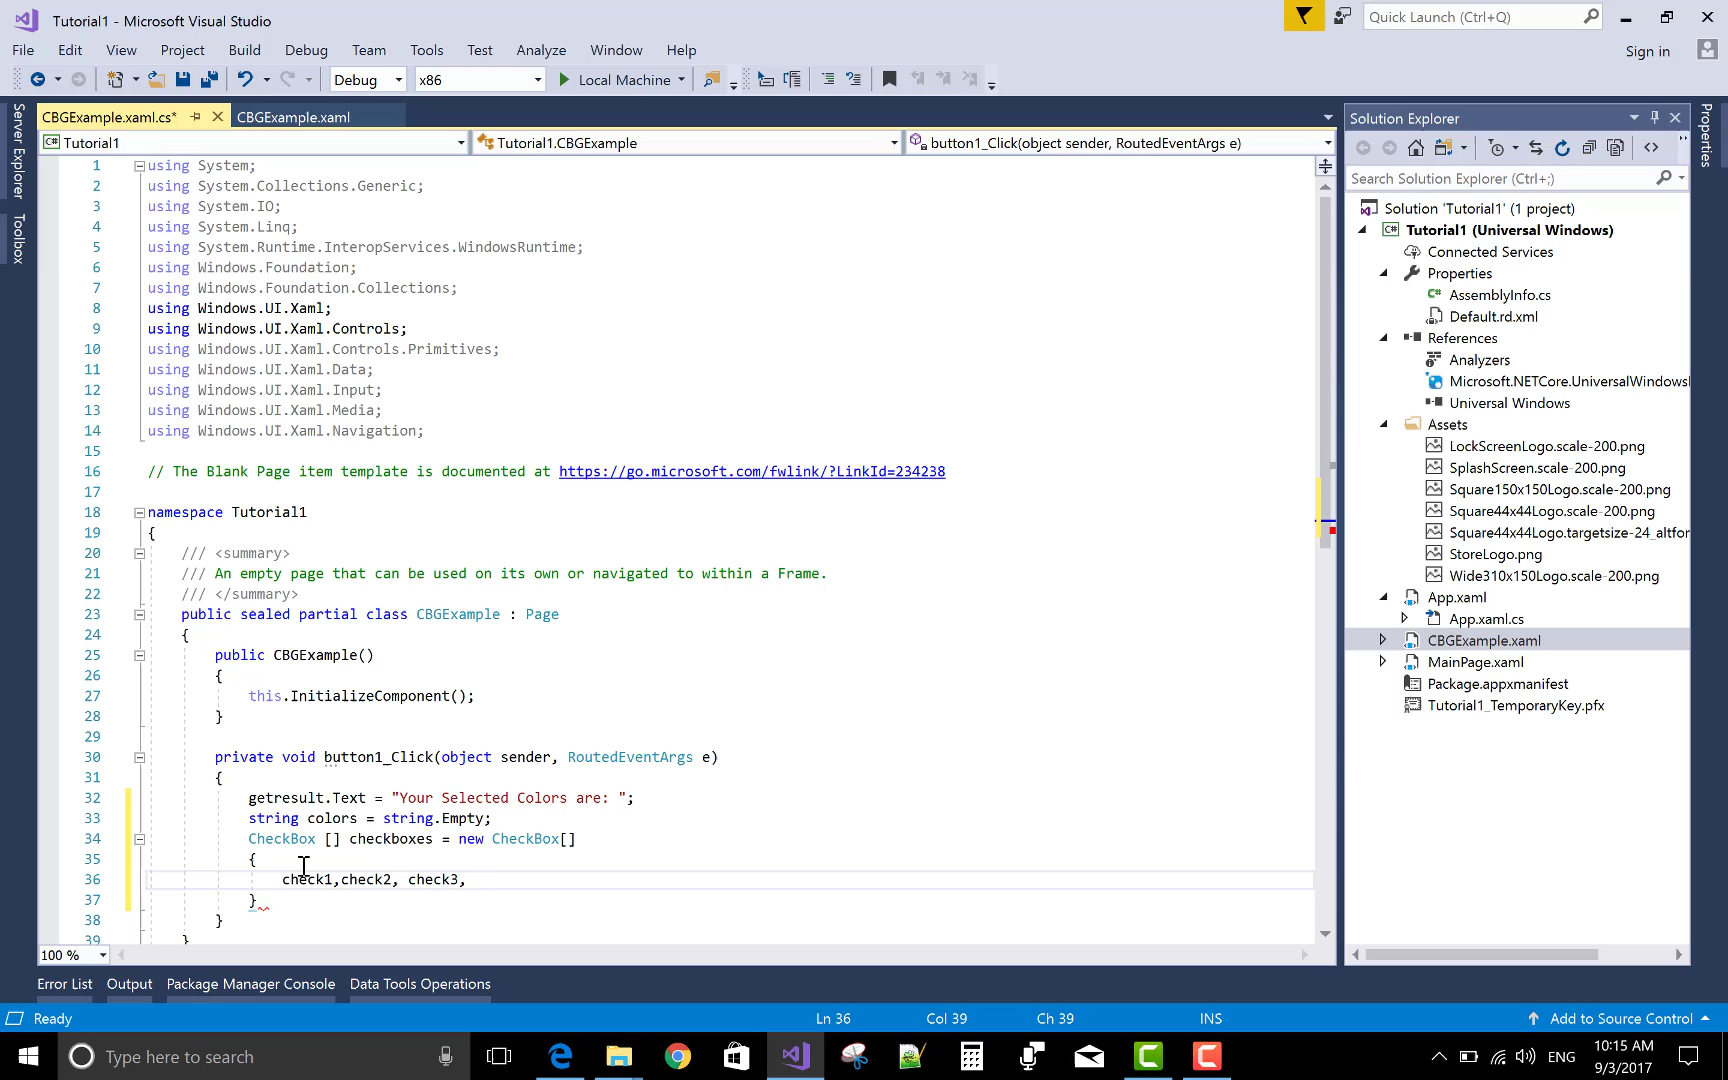 Tutorial1 - Microsoft Visual Studio
Quick Launch (Ctrl+Q)
File Edit View Project Build Debug Team Tools Test Analyze Window Help
Sign in
Debug x86 Local Machine
Server Explorer
Toolbox
CBGExample.xaml.cs* CBGExample.xaml
Tutorial1 Tutorial1.CBGExample button1_Click(object sender, RoutedEventArgs e)
1 using System;
2 using System.Collections.Generic;
3 using System.IO;
4 using System.Linq;
5 using System.Runtime.InteropServices.WindowsRuntime;
6 using Windows.Foundation;
7 using Windows.Foundation.Collections;
8 using Windows.UI.Xaml;
9 using Windows.UI.Xaml.Controls;
10 using Windows.UI.Xaml.Controls.Primitives;
11 using Windows.UI.Xaml.Data;
12 using Windows.UI.Xaml.Input;
13 using Windows.UI.Xaml.Media;
14 using Windows.UI.Xaml.Navigation;
15
16 // The Blank Page item template is documented at https://go.microsoft.com/fwlink/?LinkId=234238
17
18 namespace Tutorial1
19 {
20 /// <summary>
21 /// An empty page that can be used on its own or navigated to within a Frame.
22 /// </summary>
23 public sealed partial class CBGExample : Page
24 {
25 public CBGExample()
26 {
27 this.InitializeComponent();
28 }
29
30 private void button1_Click(object sender, RoutedEventArgs e)
31 {
32 getresult.Text = "Your Selected Colors are: ";
33 string colors = string.Empty;
34 CheckBox [] checkboxes = new CheckBox[]
35 {
36 check1,check2, check3,
37 }
38 }
39 }
100 %
Solution Explorer
Search Solution Explorer (Ctrl+;)
Solution 'Tutorial1' (1 project)
Tutorial1 (Universal Windows)
Connected Services
Properties
AssemblyInfo.cs
Default.rd.xml
References
Analyzers
Microsoft.NETCore.UniversalWindowsl
Universal Windows
Assets
LockScreenLogo.scale-200.png
SplashScreen.scale-200.png
Square150x150Logo.scale-200.png
Square44x44Logo.scale-200.png
Square44x44Logo.targetsize-24_altfor
StoreLogo.png
Wide310x150Logo.scale-200.png
App.xaml
App.xaml.cs
CBGExample.xaml
MainPage.xaml
Package.appxmanifest
Tutorial1_TemporaryKey.pfx
Properties
Error List Output Package Manager Console Data Tools Operations
Ready Ln 36 Col 39 Ch 39 INS Add to Source Control
Type here to search
ENG
10:15 AM
9/3/2017